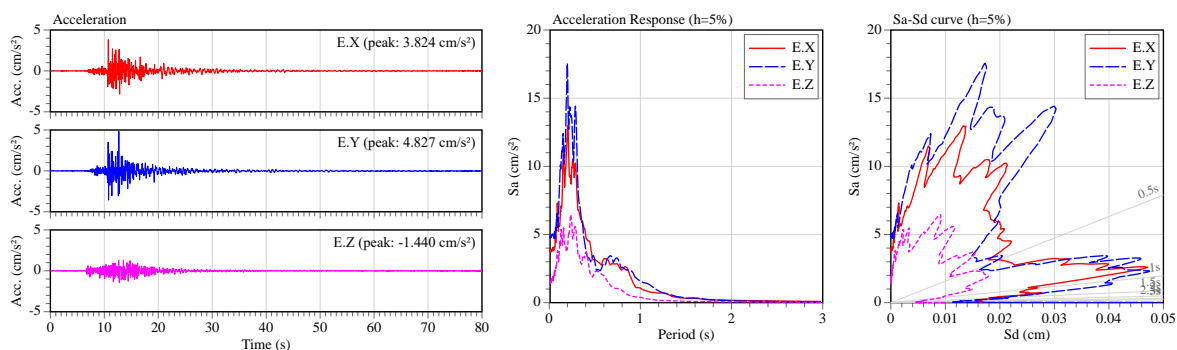 Acceleration
Acc. (cm/s²)
5
0
-5
E.X (peak: 3.824 cm/s²)
Acc. (cm/s²)
5
0
-5
E.Y (peak: 4.827 cm/s²)
Acc. (cm/s²)
5
0
-5
E.Z (peak: -1.440 cm/s²)
0 10 20 30 40 50 60 70 80
Time (s)
Acceleration Response (h=5%)
Sa (cm/s²)
20
15
10
5
0
E.X
E.Y
E.Z
0 1 2 3
Period (s)
Sa-Sd curve (h=5%)
Sa (cm/s²)
20
15
10
5
0
E.X
E.Y
E.Z
0.5s
1s
1.5s
0 0.01 0.02 0.03 0.04 0.05
Sd (cm)